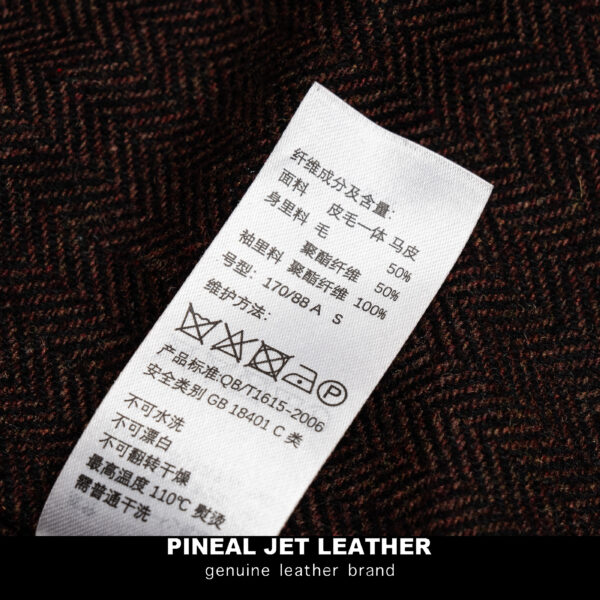 纤维成分及含量:
面料 皮毛一体 马皮
身里料 毛 50%
聚酯纤维 50%
袖里料 聚酯纤维 100%
号型: 170/88 A S
维护方法:
P
产品标准:QB/T1615-2006
安全类别 GB 18401 C 类
不可水洗
不可漂白
不可翻转干燥
最高温度 110℃ 熨烫
需普通干洗
PINEAL JET LEATHER
genuine leather brand